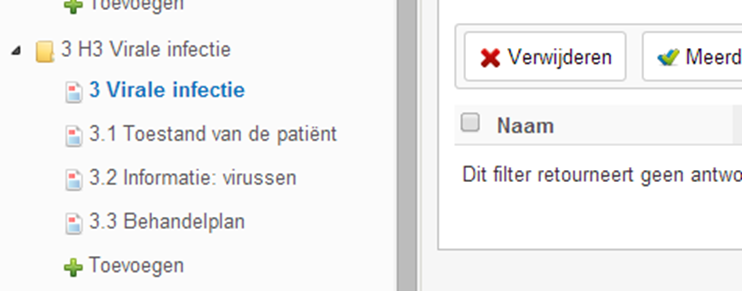 Toevoegen
3 H3 Virale infectie
3 Virale infectie
3.1 Toestand van de patiënt
3.2 Informatie: virussen
3.3 Behandelplan
Toevoegen
Verwijderen
Meerd
Naam
Dit filter retourneert geen antwo